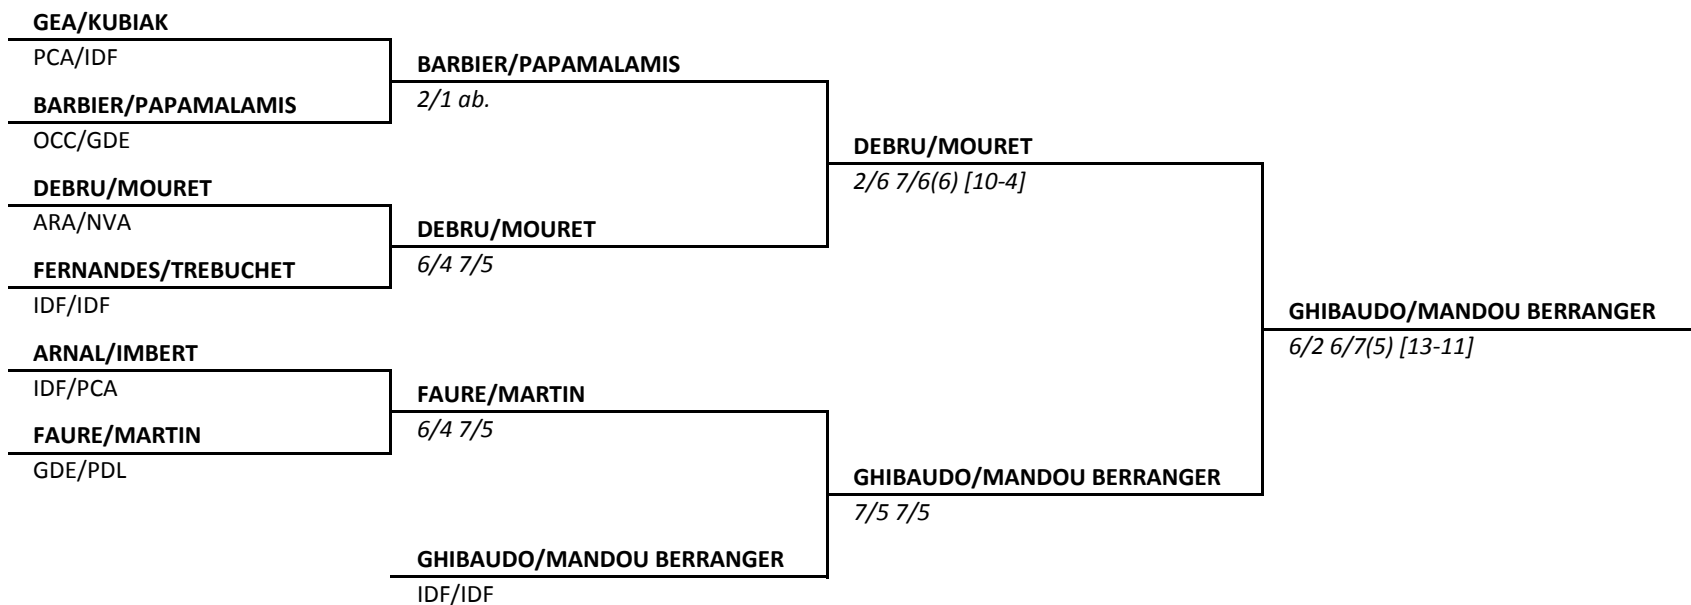 GEA/KUBIAK
PCA/IDF
BARBIER/PAPAMALAMIS
2/1 ab.
BARBIER/PAPAMALAMIS
OCC/GDE
DEBRU/MOURET
2/6 7/6(6) [10-4]
DEBRU/MOURET
ARA/NVA
DEBRU/MOURET
6/4 7/5
FERNANDES/TREBUCHET
IDF/IDF
GHIBAUDO/MANDOU BERRANGER
6/2 6/7(5) [13-11]
ARNAL/IMBERT
IDF/PCA
FAURE/MARTIN
6/4 7/5
FAURE/MARTIN
GDE/PDL
GHIBAUDO/MANDOU BERRANGER
7/5 7/5
GHIBAUDO/MANDOU BERRANGER
IDF/IDF